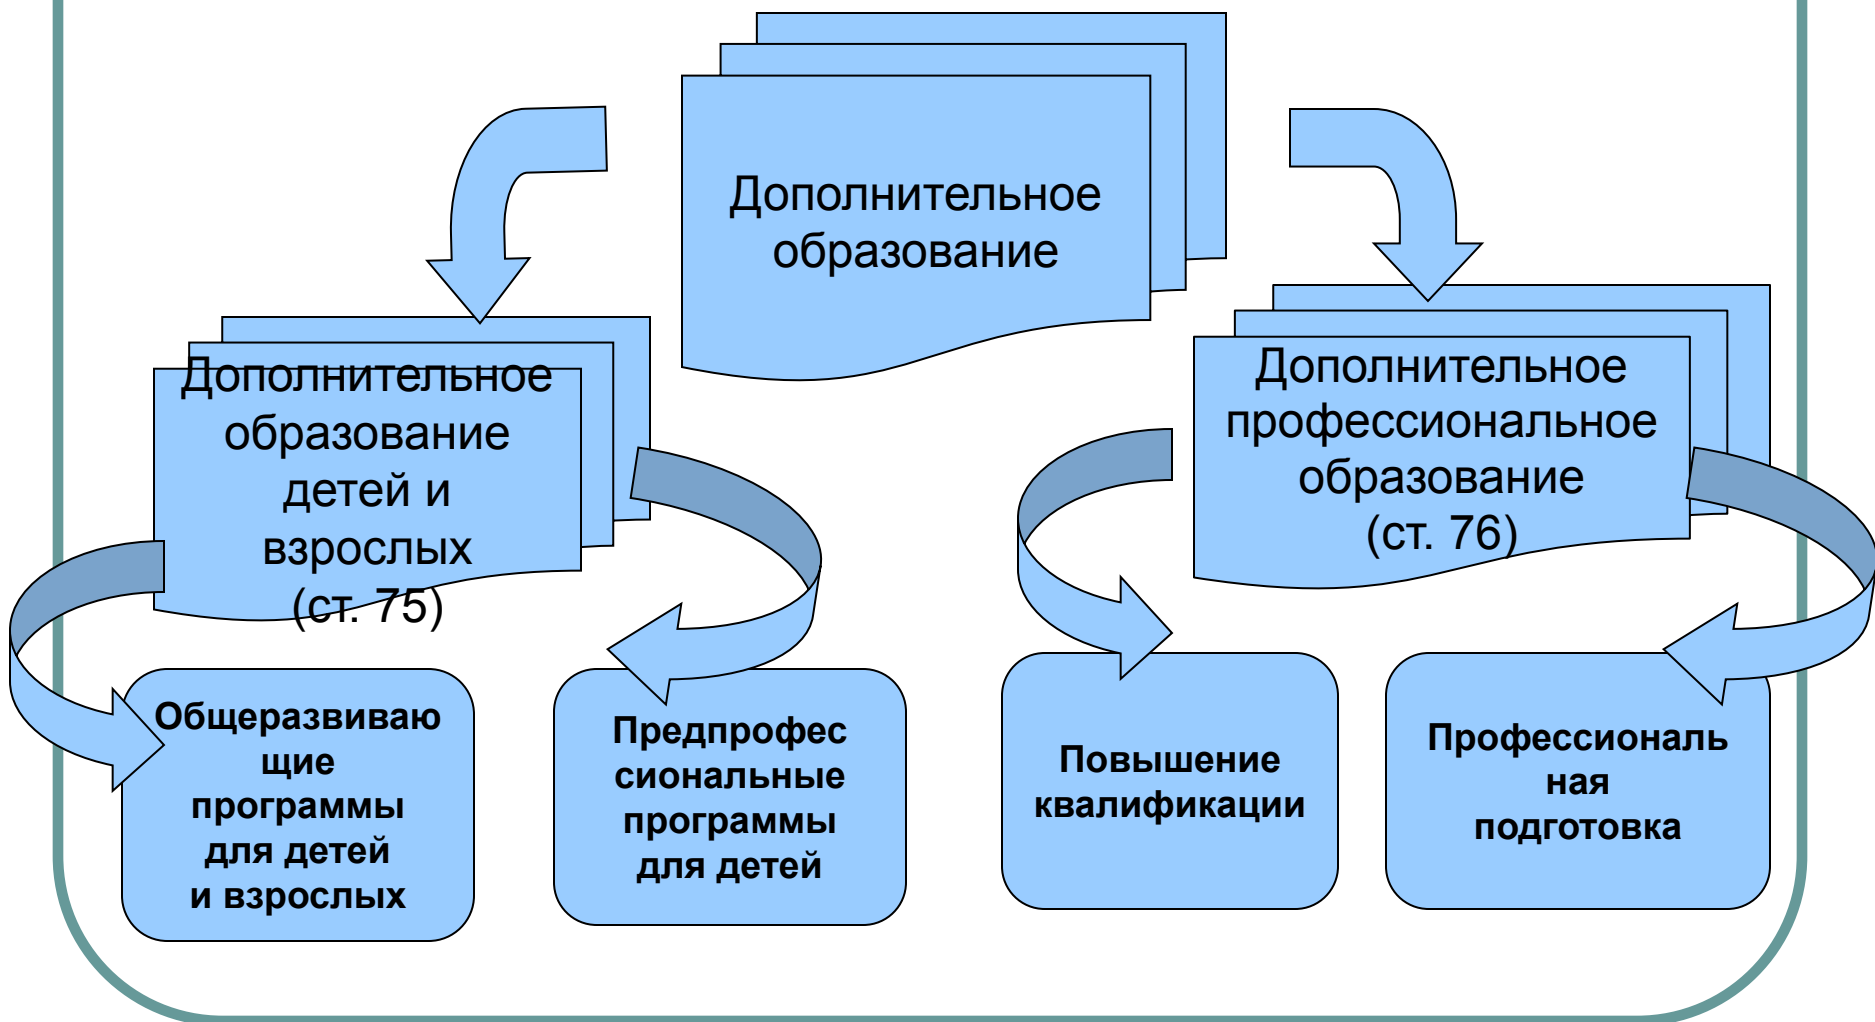 Дополнительное
образование
Дополнительное
образование
детей и
взрослых
(ст. 75)
Дополнительное
профессиональное
образование
(ст. 76)
Общеразвиваю
щие
программы
для детей
и взрослых
Предпрофес
сиональные
программы
для детей
Повышение
квалификации
Профессиональ
ная
подготовка